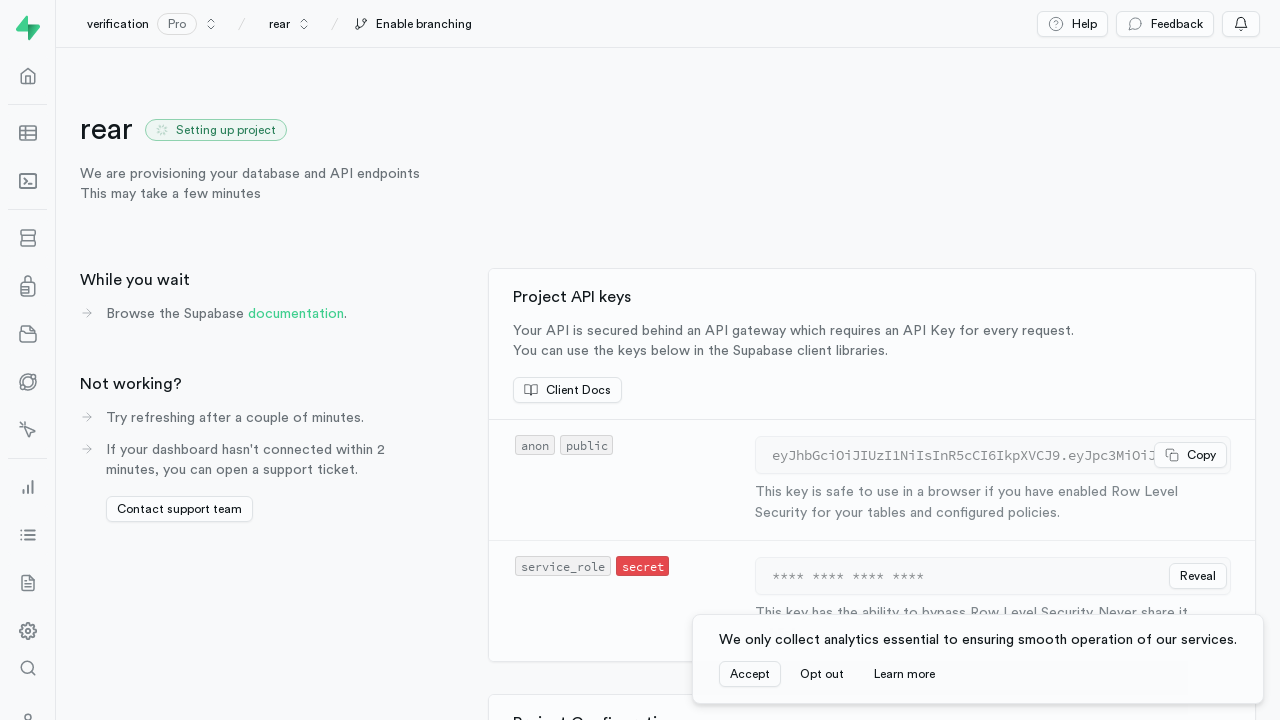 verification Pro / rear / Enable branching Help Feedback
rear Setting up project
We are provisioning your database and API endpoints
This may take a few minutes
While you wait
Browse the Supabase documentation.
Not working?
Try refreshing after a couple of minutes.
If your dashboard hasn't connected within 2
minutes, you can open a support ticket.
Contact support team
Project API keys
Your API is secured behind an API gateway which requires an API Key for every request.
You can use the keys below in the Supabase client libraries.
Client Docs
anon public
eyJhbGciOiJIUzI1NiIsInR5cCI6IkpXVCJ9.eyJpc3MiOiJ Copy
This key is safe to use in a browser if you have enabled Row Level
Security for your tables and configured policies.
service_role secret
**** **** **** **** Reveal
This key has the ability to bypass Row Level Security. Never share it
We only collect analytics essential to ensuring smooth operation of our services.
Accept Opt out Learn more
Project